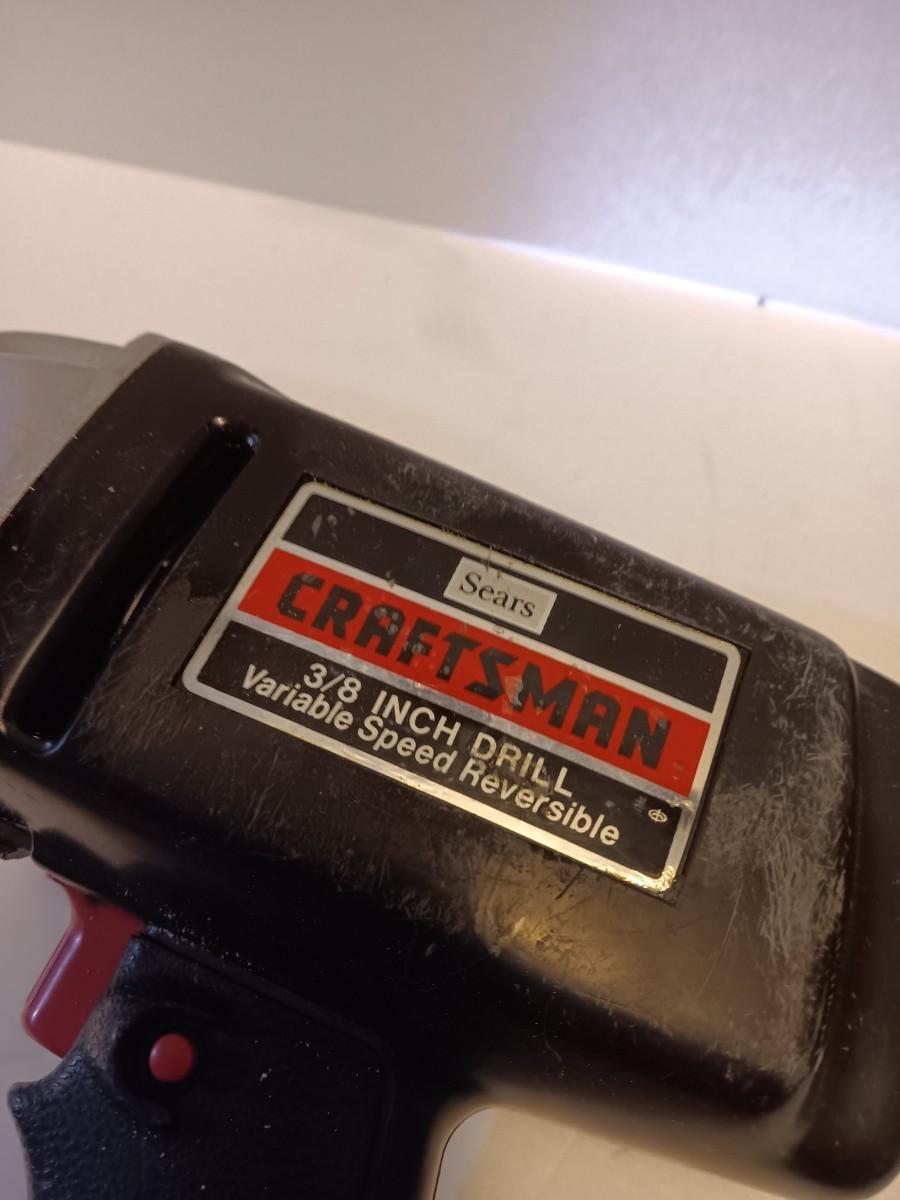 Sears
CRAFTSMAN
3/8 INCH DRILL
Variable Speed Reversible